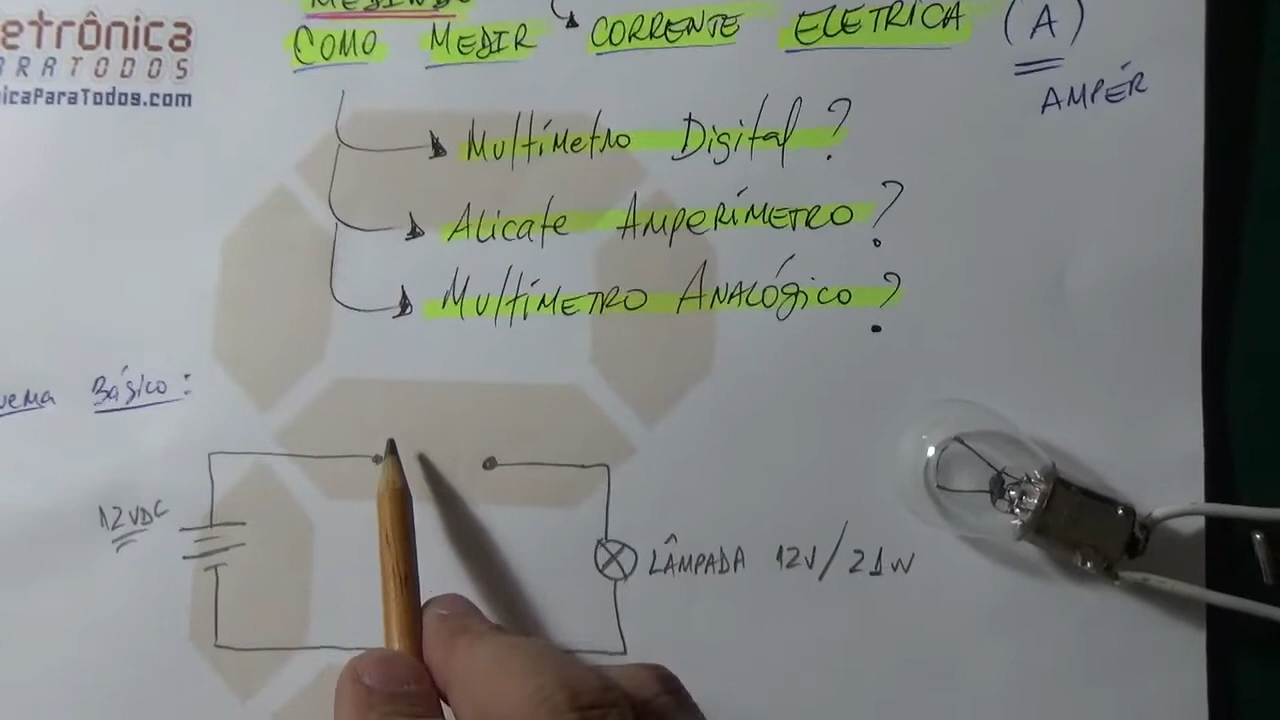 etrônica
ARATODOS
icaParaTodos.com
COMO MEDIR CORRENTE ELETRICA (A)
AMPÉR
Multímetro Digital?
Alicate AMPERÍMETRO?
MultíMETRO ANALÓgico?
uema Básico:
12VDC
LÂMPADA 12V/21W